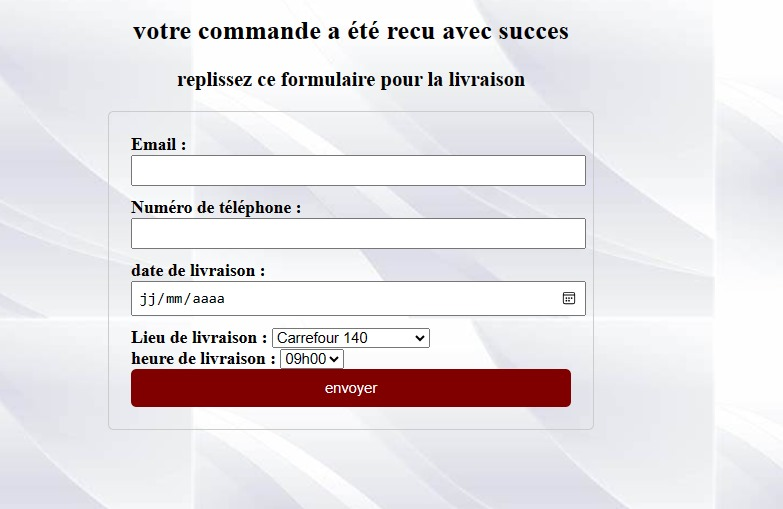 votre commande a été recu avec succes
replissez ce formulaire pour la livraison
Email :
Numéro de téléphone :
date de livraison :
jj/mm/aaaa
Lieu de livraison : Carrefour 140
heure de livraison : 09h00
envoyer